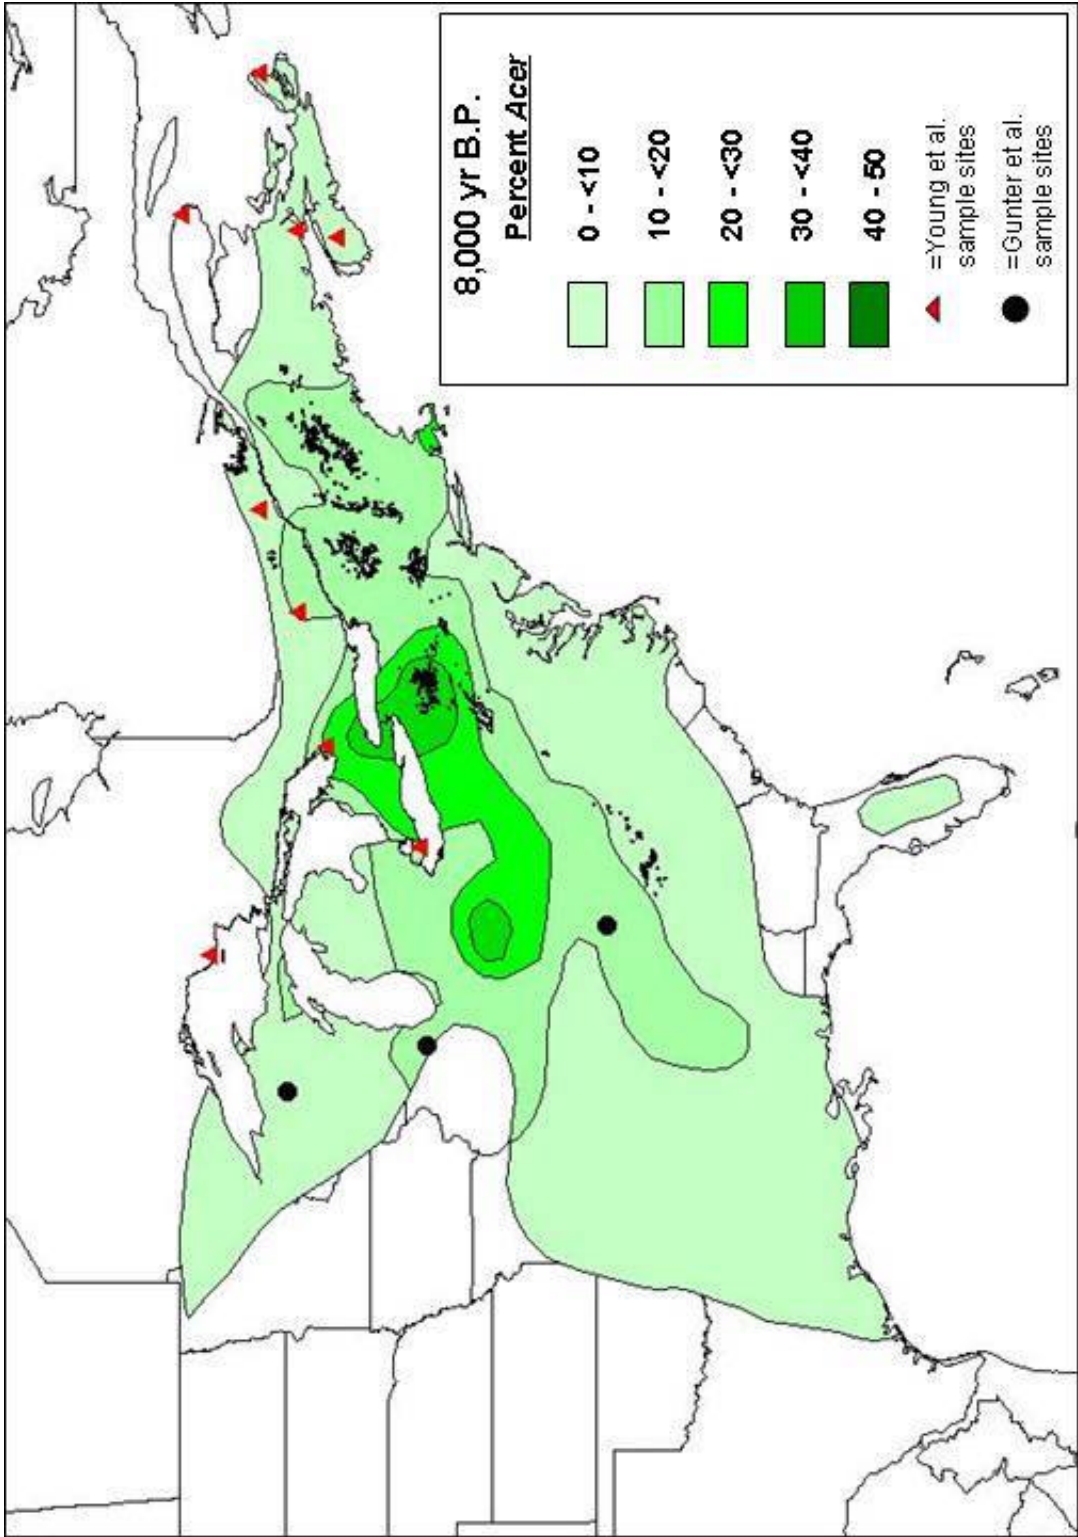 8,000 yr B.P.
Percent Acer
0 - <10
10 - <20
20 - <30
30 - <40
40 - 50
=Young et al.
sample sites
=Gunter et al.
sample sites